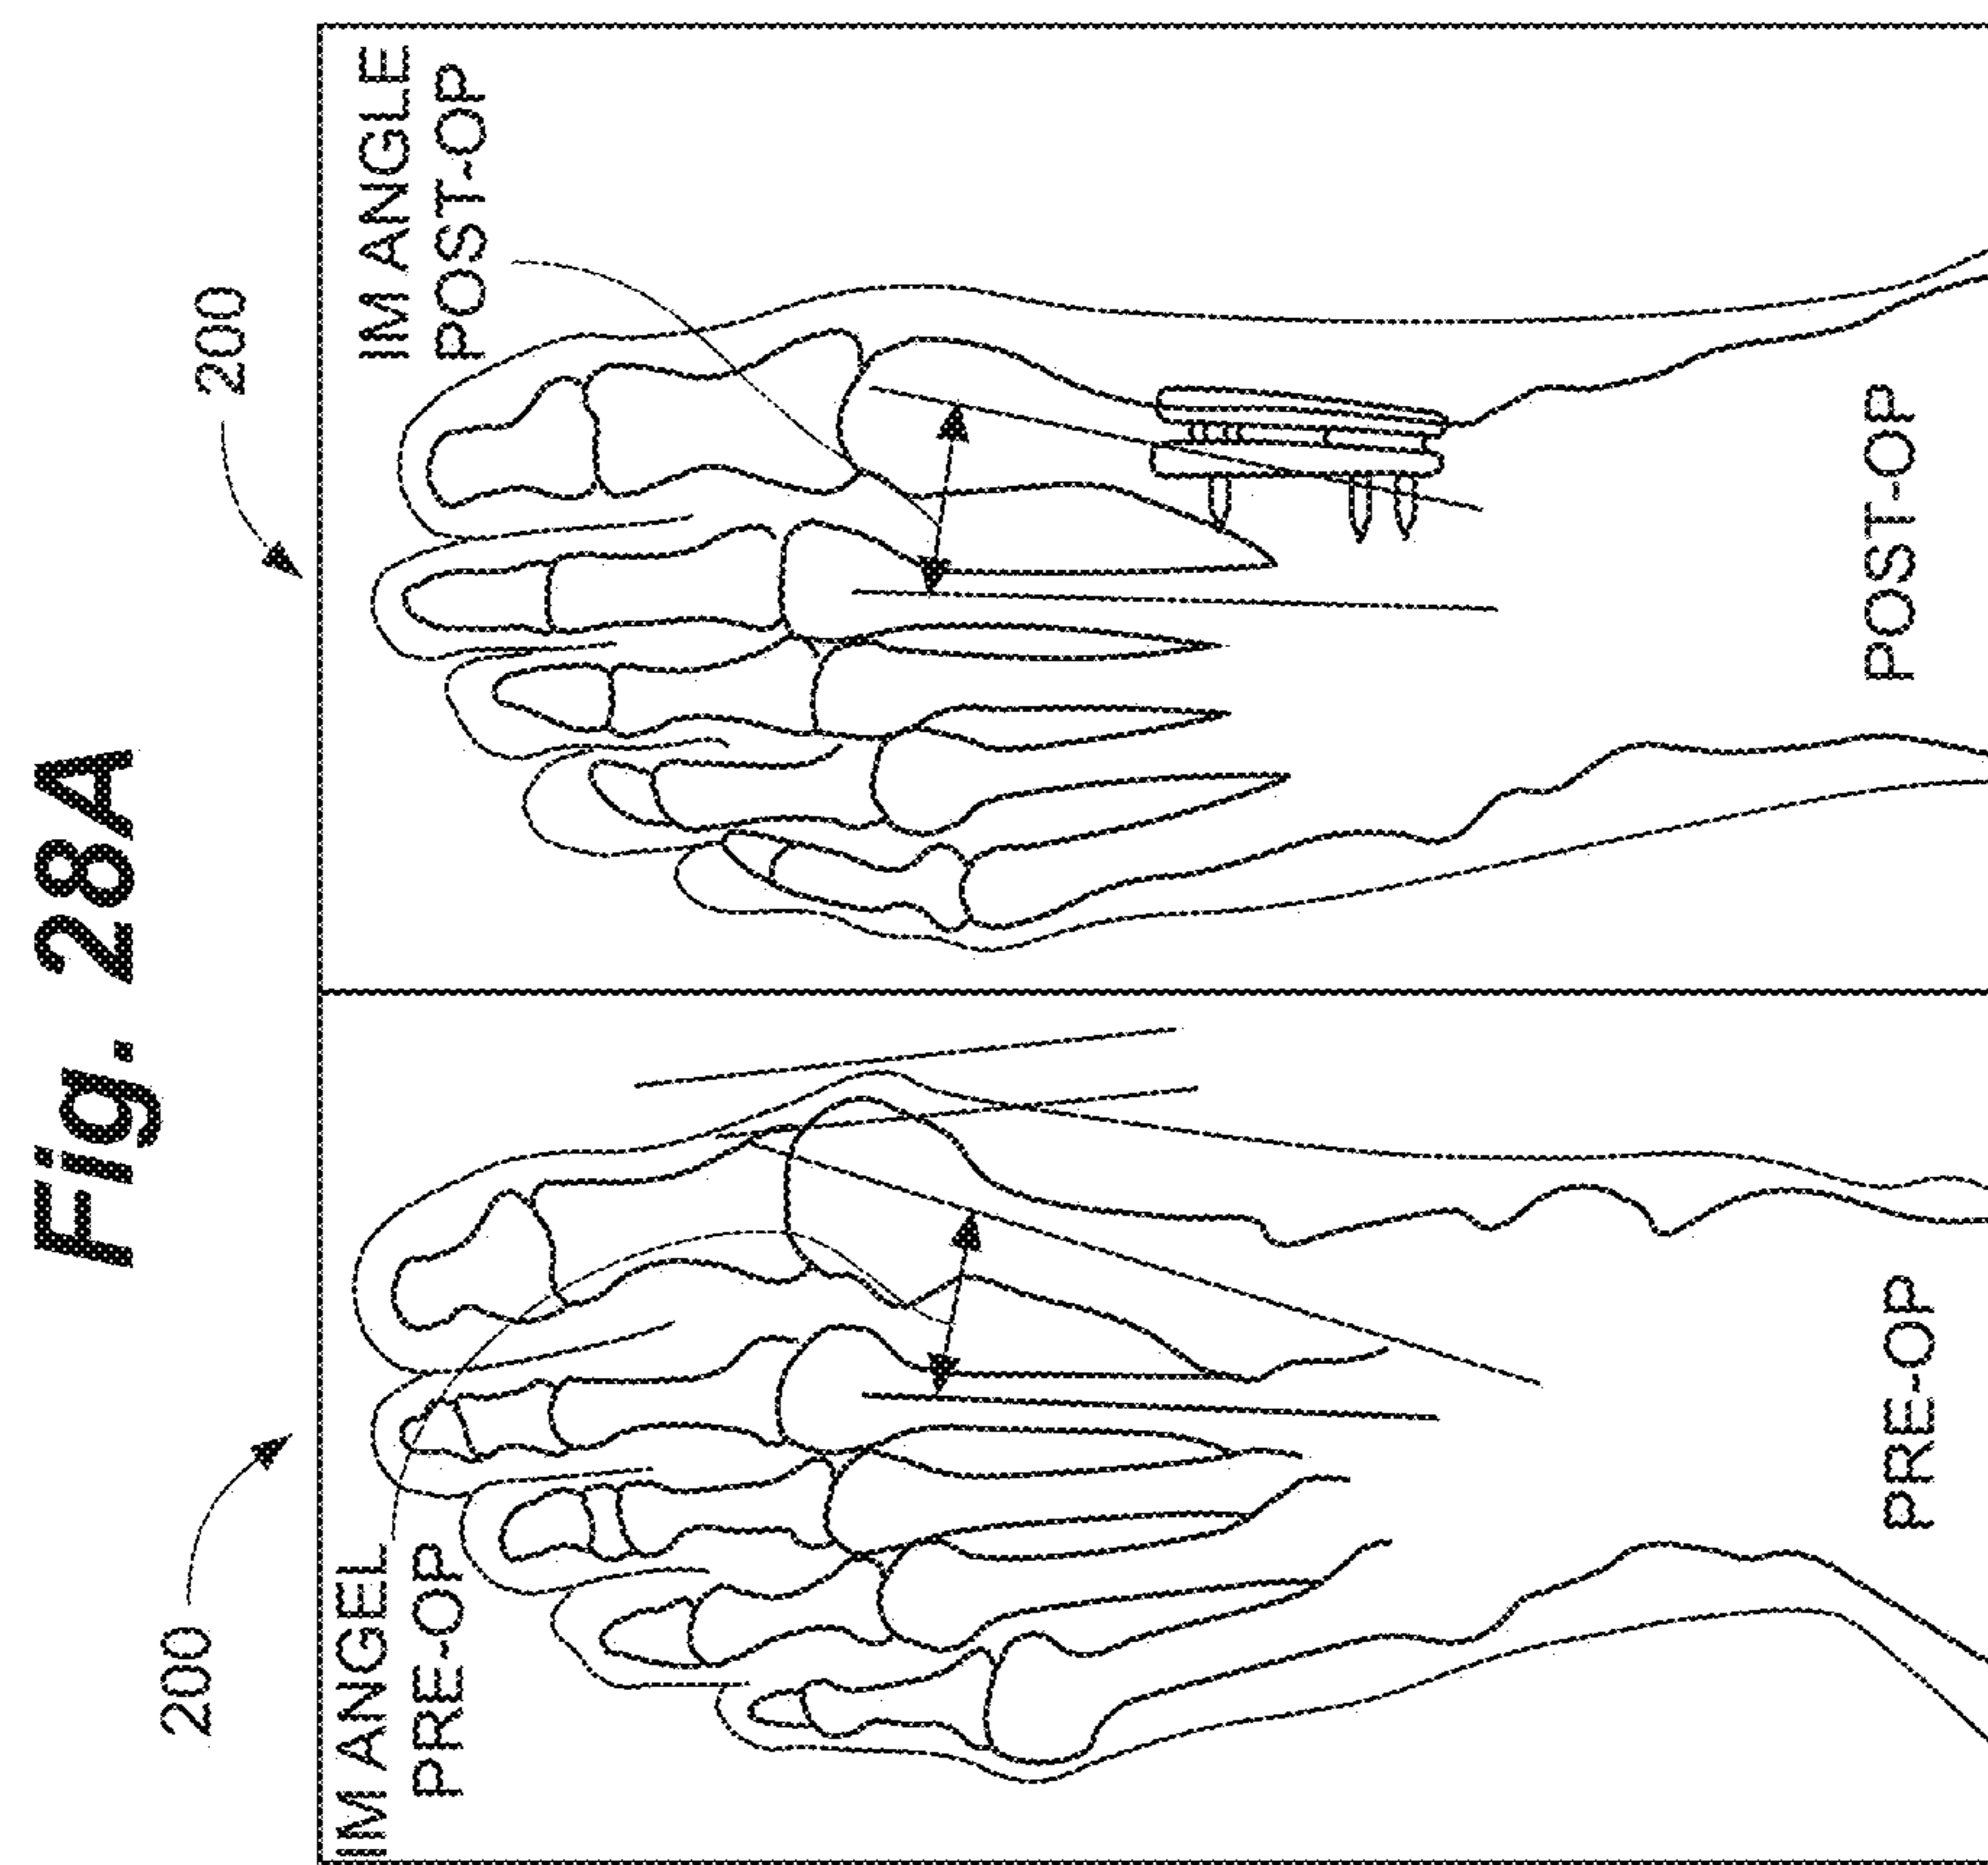 Fig. 28A
200
200
IM ANGEL
PRE-OP
IM ANGLE
POST-OP
PRE-OP
POST-OP